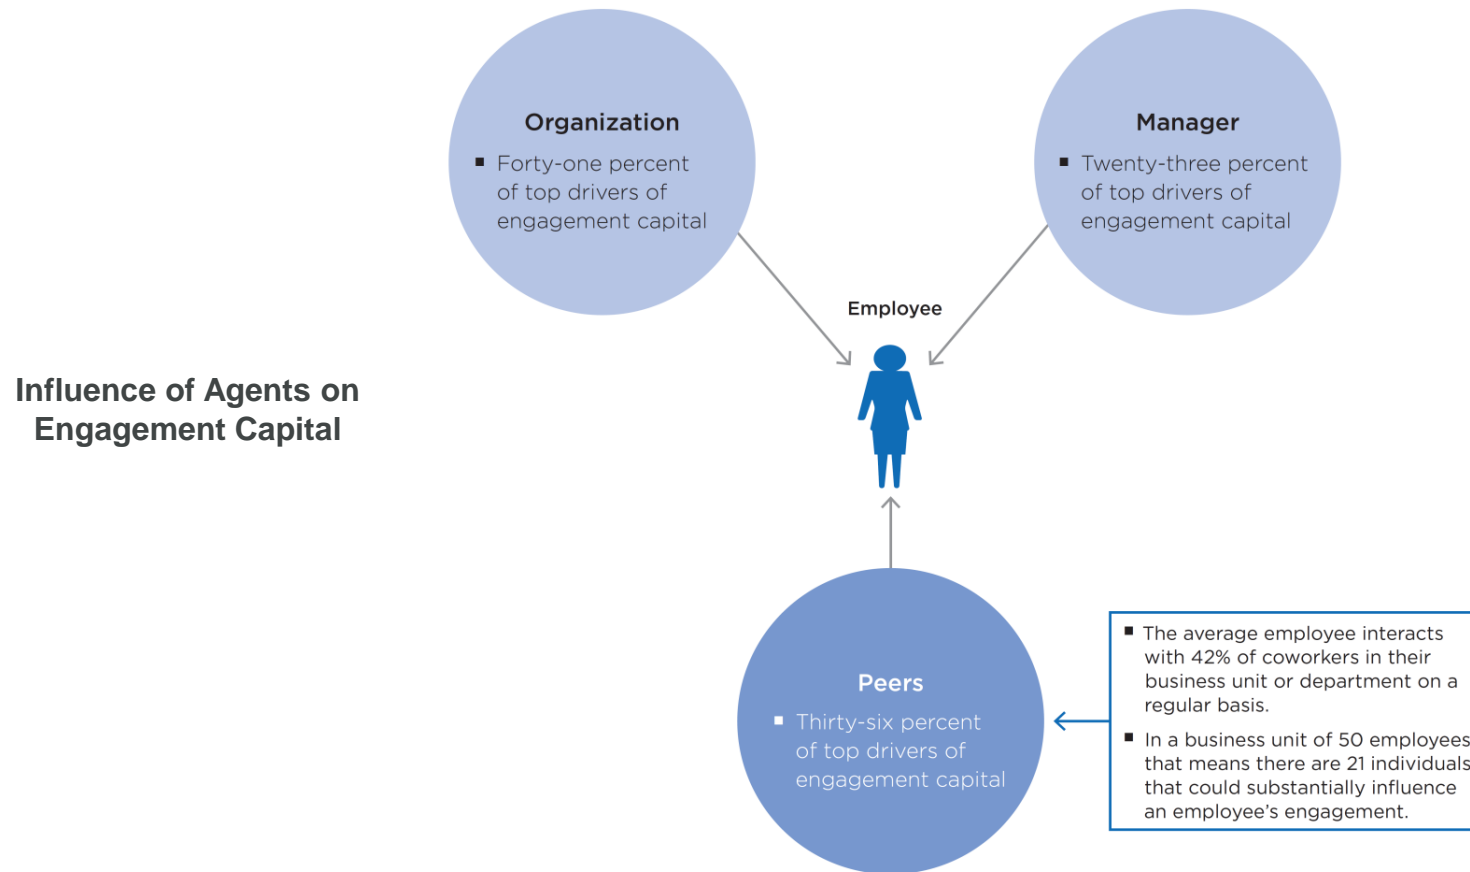 Organization
▪ Forty-one percent
of top drivers of
engagement capital
Manager
▪ Twenty-three percent
of top drivers of
engagement capital
Employee
Influence of Agents on
Engagement Capital
Peers
▪ Thirty-six percent
of top drivers of
engagement capital
▪ The average employee interacts
with 42% of coworkers in their
business unit or department on a
regular basis.
▪ In a business unit of 50 employees
that means there are 21 individuals
that could substantially influence
an employee’s engagement.